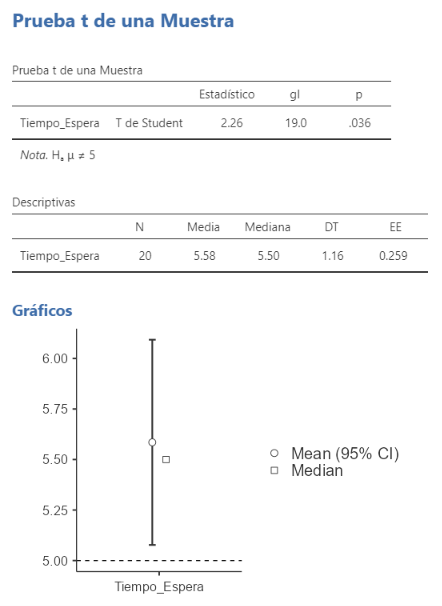 Prueba t de una Muestra
Prueba t de una Muestra
Estadístico gl p
Tiempo_Espera T de Student 2.26 19.0 .036
Nota. Hₐ μ ≠ 5
Descriptivas
N Media Mediana DT EE
Tiempo_Espera 20 5.58 5.50 1.16 0.259
Gráficos
6.00
5.75
5.50
5.25
5.00
Mean (95% CI)
Median
Tiempo_Espera